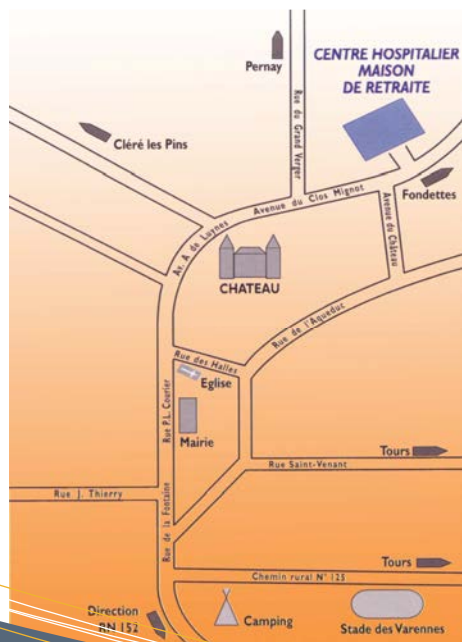 CENTRE HOSPITALIER
MAISON
DE RETRAITE
Pernay
Rue du Grand Verger
Cléré les Pins
Avenue du Clos Mignot
Fondettes
Av. A de Luynes
Avenue du Château
CHATEAU
Rue de l'Aqueduc
Rue des Halles
Eglise
Rue P.L. Courier
Mairie
Tours
Rue Saint-Venant
Rue J. Thierry
Rue de la Fontaine
Tours
Chemin rural N° 125
Direction
RN 152
Camping
Stade des Varennes